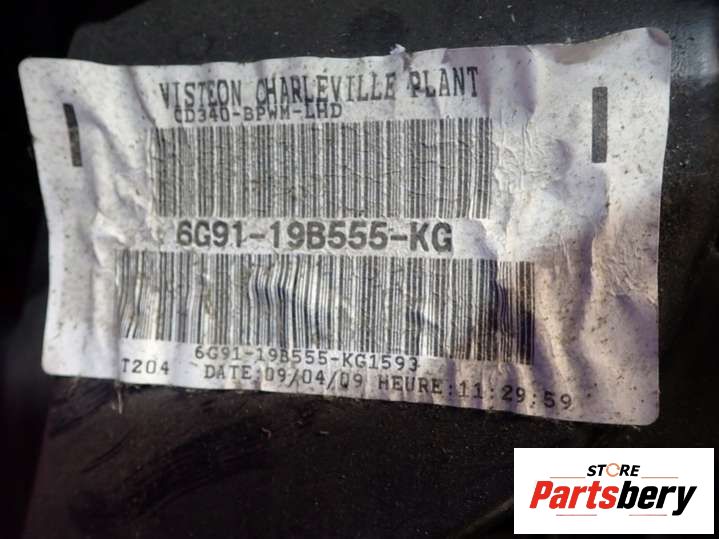 VISTEON CHARLEVILLE PLANT
CD340-BPWM-LHD
6G91-19B555-KG
6G91-19B555-KG1593
T204 DATE:09/04/09 HEURE:11:29:59
STORE
Partsbery